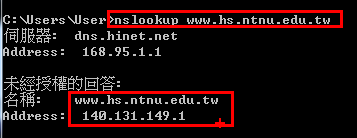 C:\Users\User>nslookup www.hs.ntnu.edu.tw
伺服器:  dns.hinet.net
Address:  168.95.1.1
未經授權的回答:
名稱:    www.hs.ntnu.edu.tw
Address:  140.131.149.1